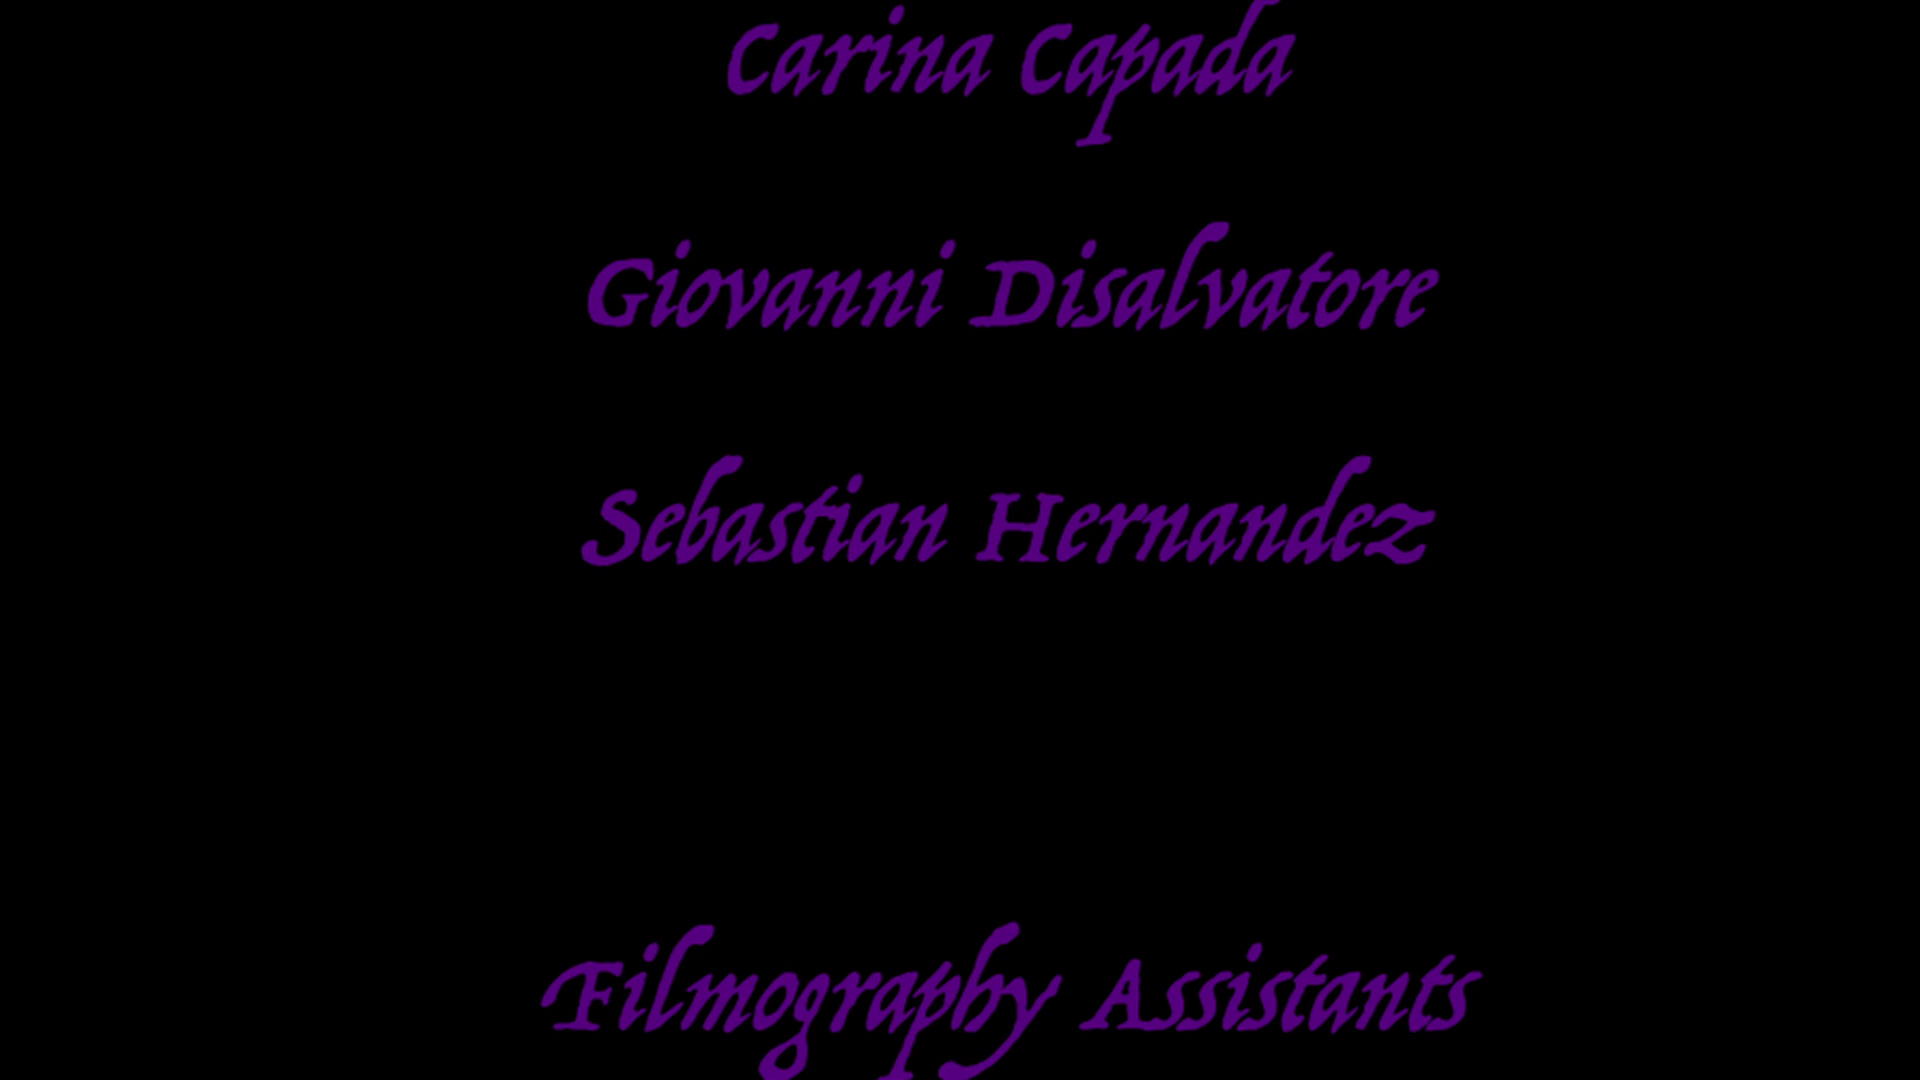 Carina Capada
Giovanni Disalvatore
Sebastian Hernandez
Filmography Assistants